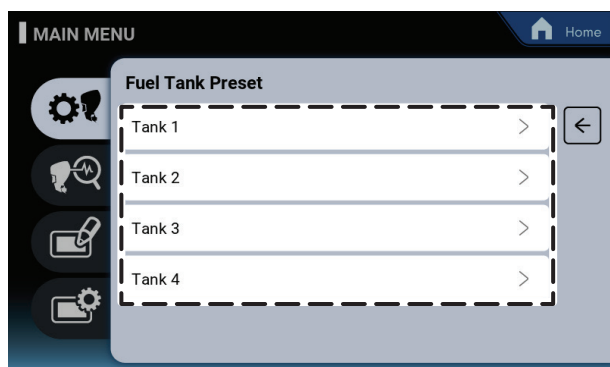 MAIN MENU
Home
Fuel Tank Preset
Tank 1
Tank 2
Tank 3
Tank 4